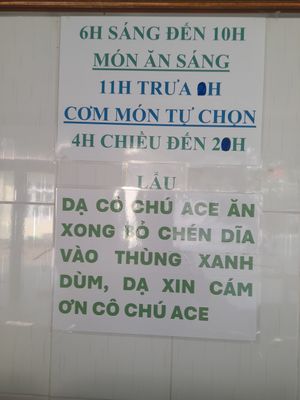 6H SÁNG ĐẾN 10H
MÓN ĂN SÁNG
11H TRƯA H
CƠM MÓN TỰ CHỌN
4H CHIỀU ĐẾN 20H
LẨU
DẠ CÔ CHÚ ACE ĂN
XONG BỎ CHÉN DĨA
VÀO THÙNG XANH
DÙM, DẠ XIN CÁM
ƠN CÔ CHÚ ACE